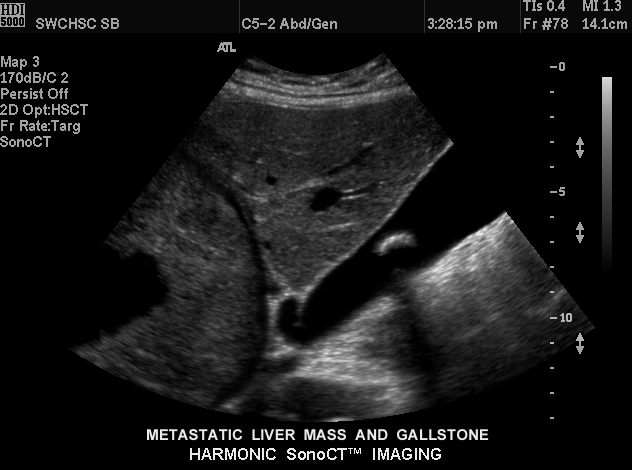 HDI
5000
SWCHSC SB
C5-2 Abd/Gen
3:28:15 pm
TIs 0.4 MI 1.3
Fr #78 14.1cm
ATL
Map 3
170dB/C 2
Persist Off
2D Opt:HSCT
Fr Rate:Targ
SonoCT
0
5
10
METASTATIC LIVER MASS AND GALLSTONE
HARMONIC SonoCT™ IMAGING